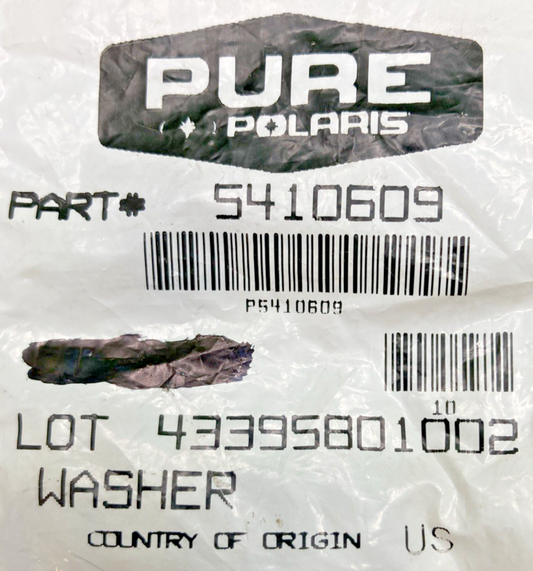 PURE
POLARIS
PART# 5410609
P5410609
10
LOT 43395801002
WASHER
COUNTRY OF ORIGIN US